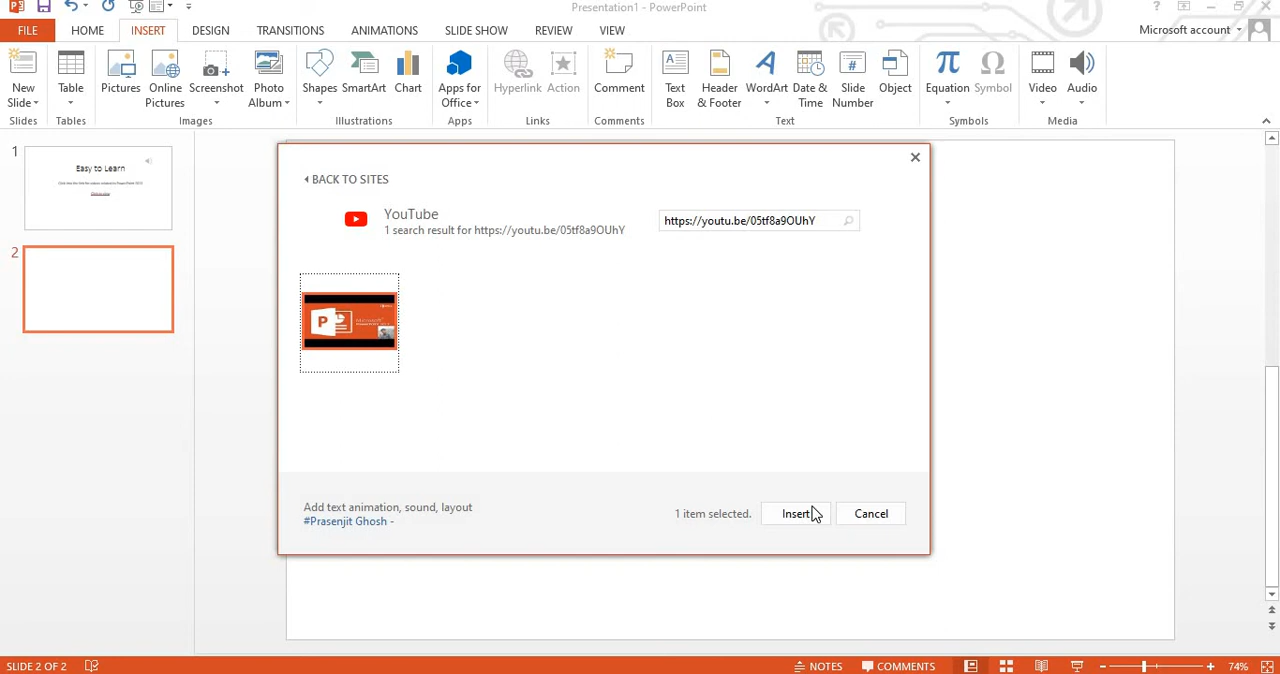 Presentation1 - PowerPoint
FILE HOME INSERT DESIGN TRANSITIONS ANIMATIONS SLIDE SHOW REVIEW VIEW Microsoft account
New Slide
Table
Pictures
Online Pictures
Screenshot
Photo Album
Shapes
SmartArt
Chart
Apps for Office
Hyperlink
Action
Comment
Text Box
Header & Footer
WordArt
Date & Time
Slide Number
Object
Equation
Symbol
Video
Audio
Slides Tables Images Illustrations Apps Links Comments Text Symbols Media
1
Easy to Learn
2
BACK TO SITES
YouTube
1 search result for https://youtu.be/05tf8a9OUhY
https://youtu.be/05tf8a9OUhY
Add text animation, sound, layout
#Prasenjit Ghosh -
1 item selected.
Insert
Cancel
SLIDE 2 OF 2
NOTES
COMMENTS
74%